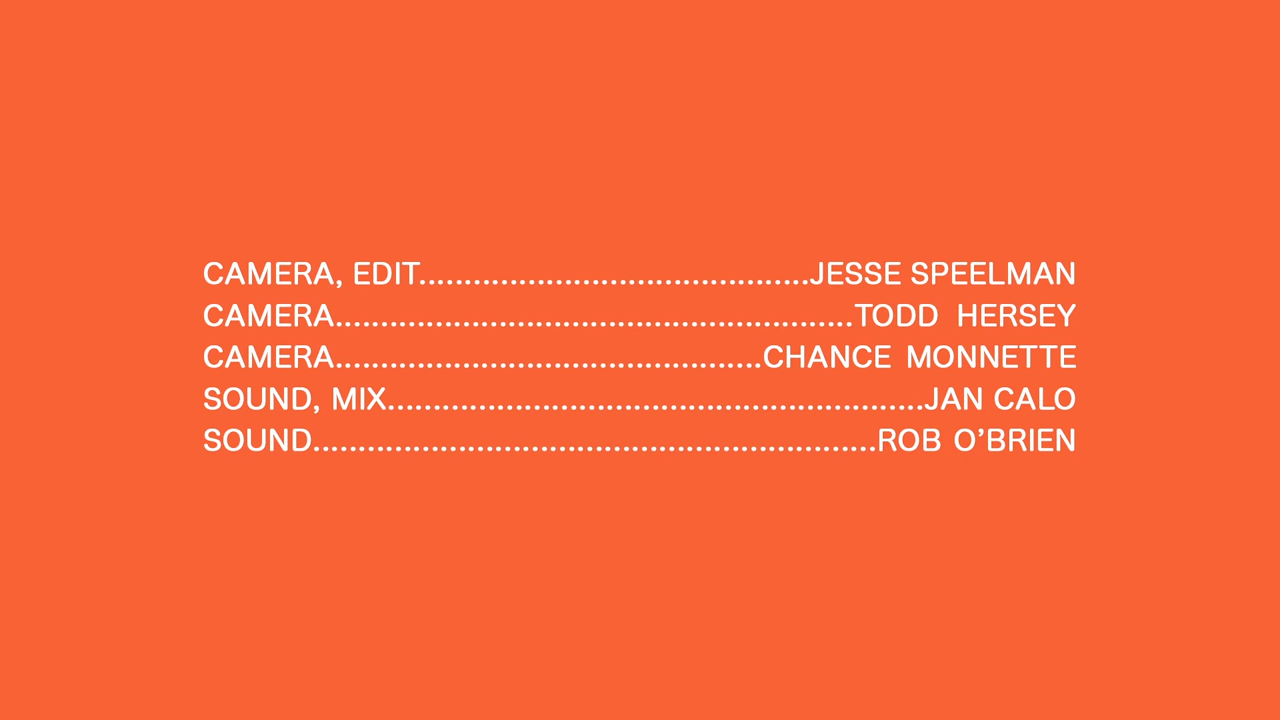 CAMERA, EDIT...........................................JESSE SPEELMAN
CAMERA.........................................................TODD HERSEY
CAMERA...............................................CHANCE MONNETTE
SOUND, MIX...........................................................JAN CALO
SOUND..............................................................ROB O’BRIEN